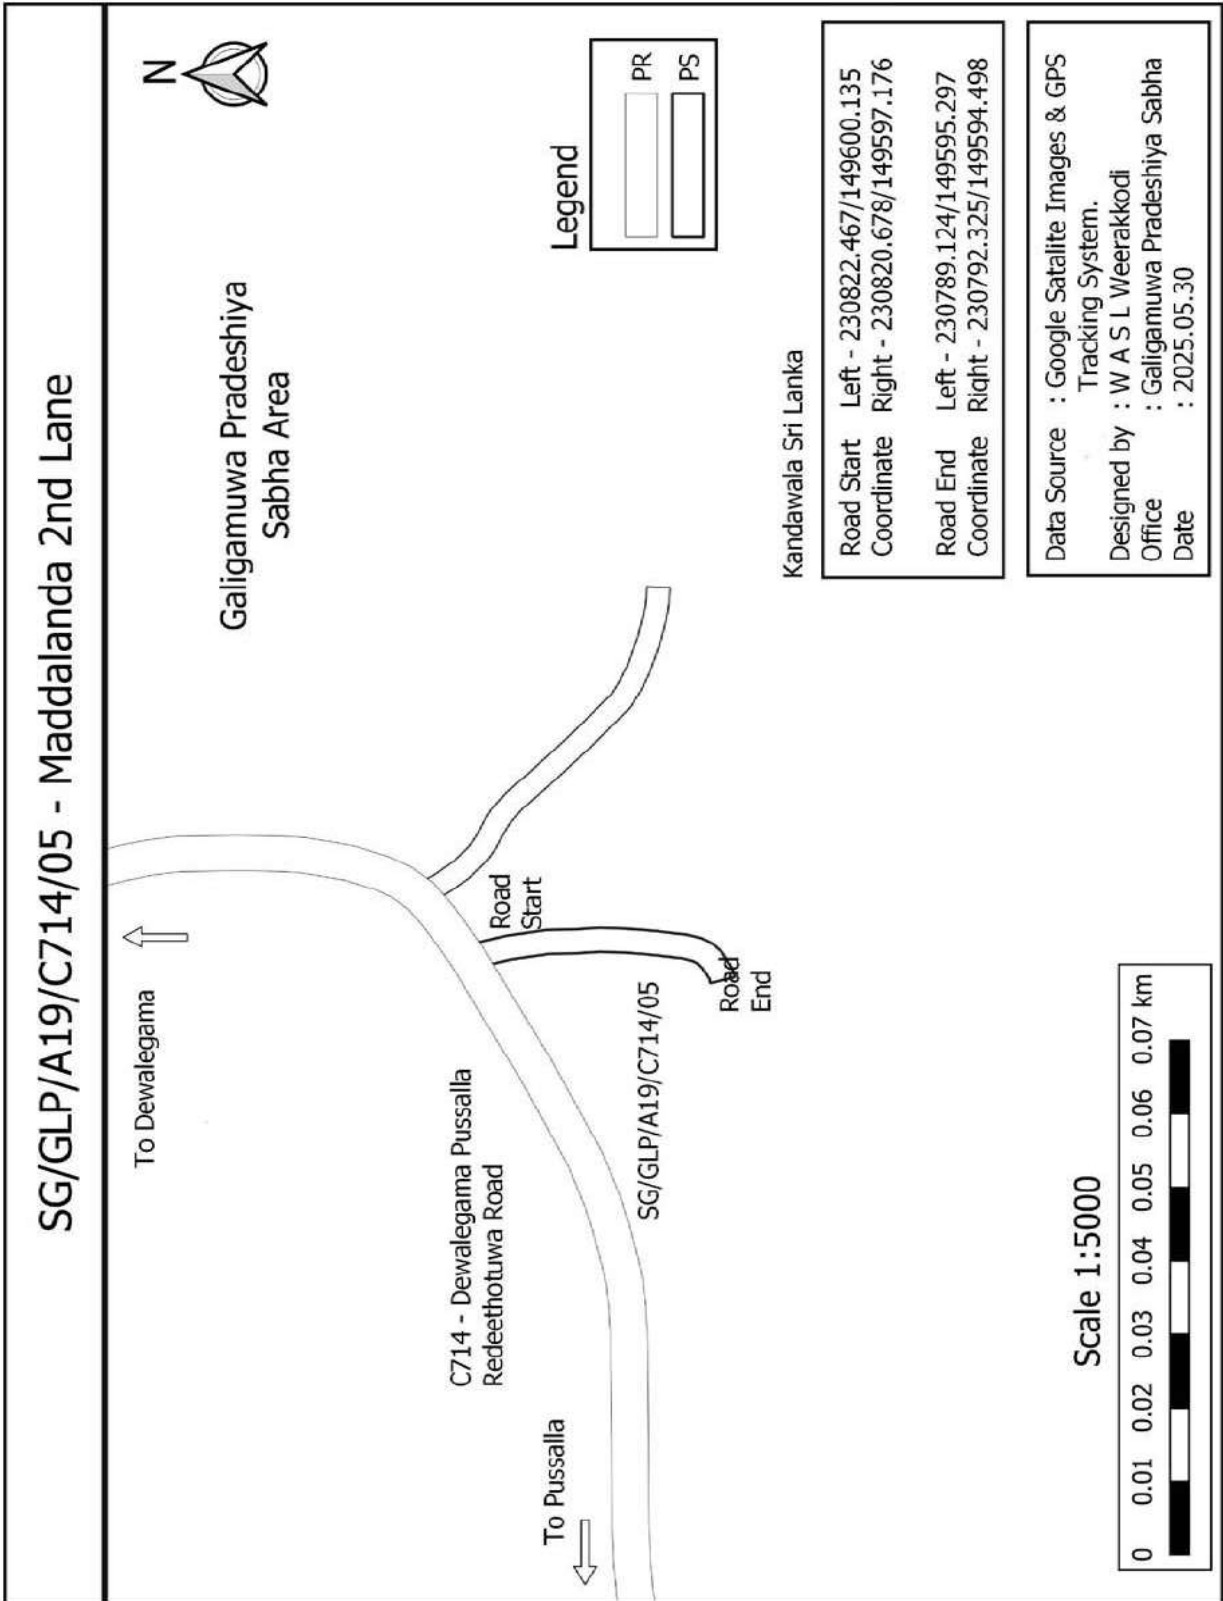 SG/GLP/A19/C714/05 - Maddalanda 2nd Lane
N
To Dewalegama
Galigamuwa Pradeshiya
Sabha Area
C714 - Dewalegama Pussalla
Redeethotuwa Road
Road
Start
Legend
PR
PS
To Pussalla
SG/GLP/A19/C714/05
Road
End
Kandawala Sri Lanka
Road Start Left - 230822.467/149600.135
Coordinate Right - 230820.678/149597.176
Road End Left - 230789.124/149595.297
Coordinate Right - 230792.325/149594.498
Scale 1:5000
0 0.01 0.02 0.03 0.04 0.05 0.06 0.07 km
Data Source : Google Satalite Images & GPS
Tracking System.
Designed by : W A S L Weerakkodi
Office : Galigamuwa Pradeshiya Sabha
Date : 2025.05.30